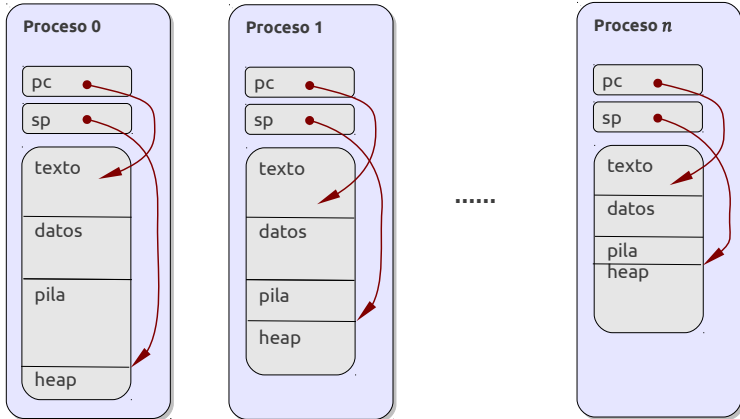 Proceso 0
pc
sp
texto
datos
pila
heap
Proceso 1
pc
sp
texto
datos
pila
heap
......
Proceso n
pc
sp
texto
datos
pila
heap